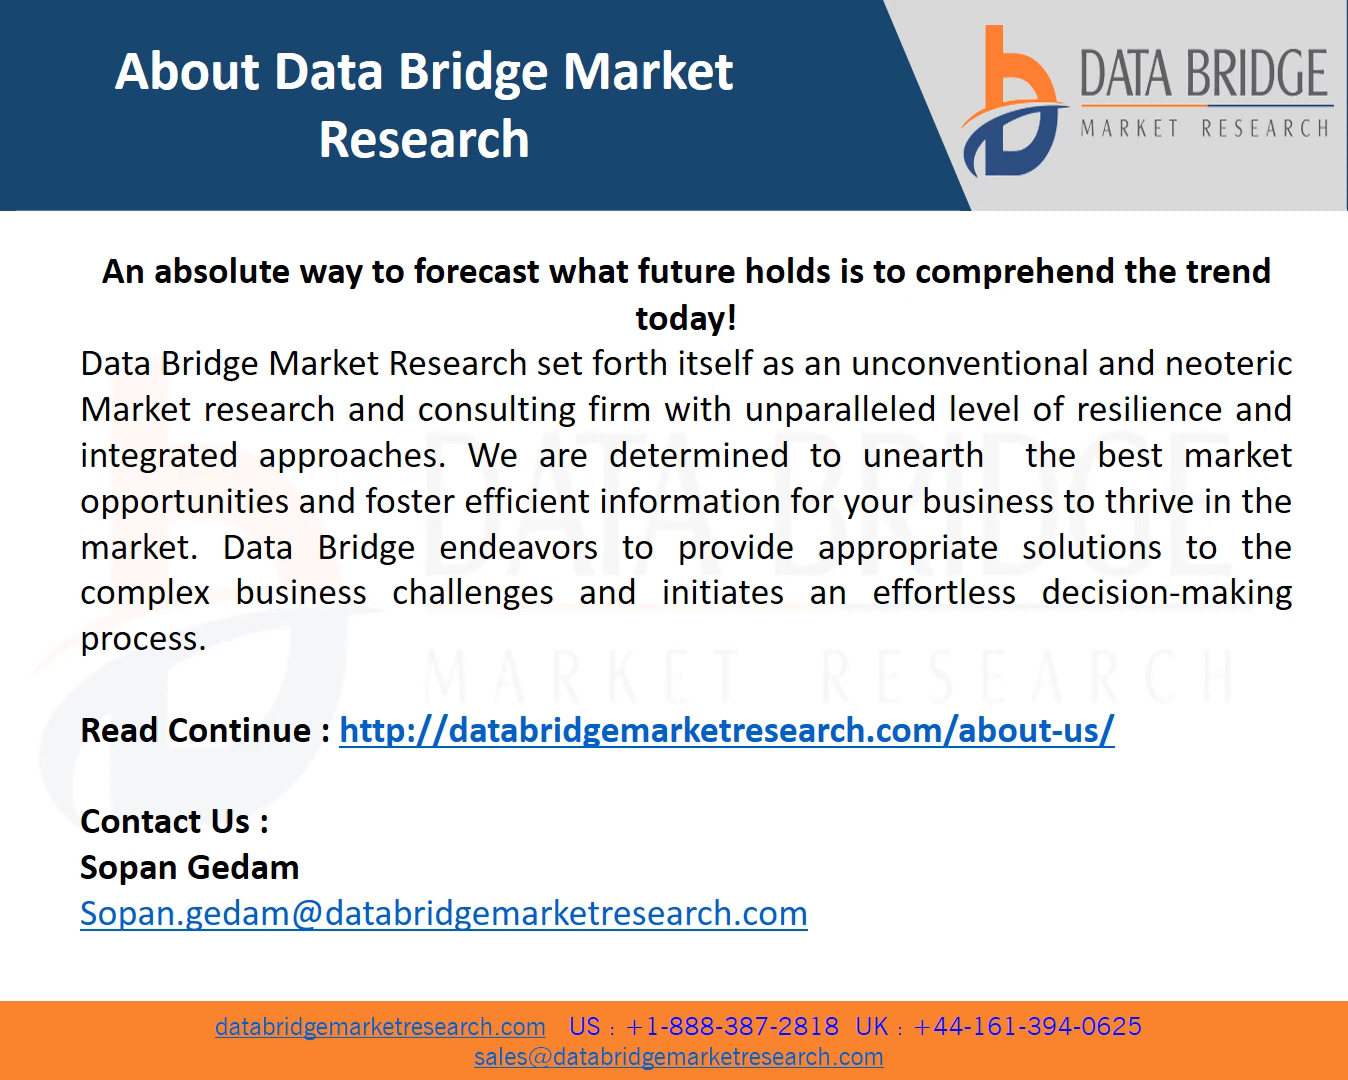 About Data Bridge Market
Research
DATA BRIDGE
MARKET RESEARCH
An absolute way to forecast what future holds is to comprehend the trend
today!
Data Bridge Market Research set forth itself as an unconventional and neoteric
Market research and consulting firm with unparalleled level of resilience and
integrated approaches. We are determined to unearth the best market
opportunities and foster efficient information for your business to thrive in the
market. Data Bridge endeavors to provide appropriate solutions to the
complex business challenges and initiates an effortless decision-making
process.
DATA BRIDGE
MARKET RESEARCH
Read Continue : http://databridgemarketresearch.com/about-us/
Contact Us :
Sopan Gedam
Sopan.gedam@databridgemarketresearch.com
databridgemarketresearch.com US : +1-888-387-2818 UK : +44-161-394-0625
sales@databridgemarketresearch.com